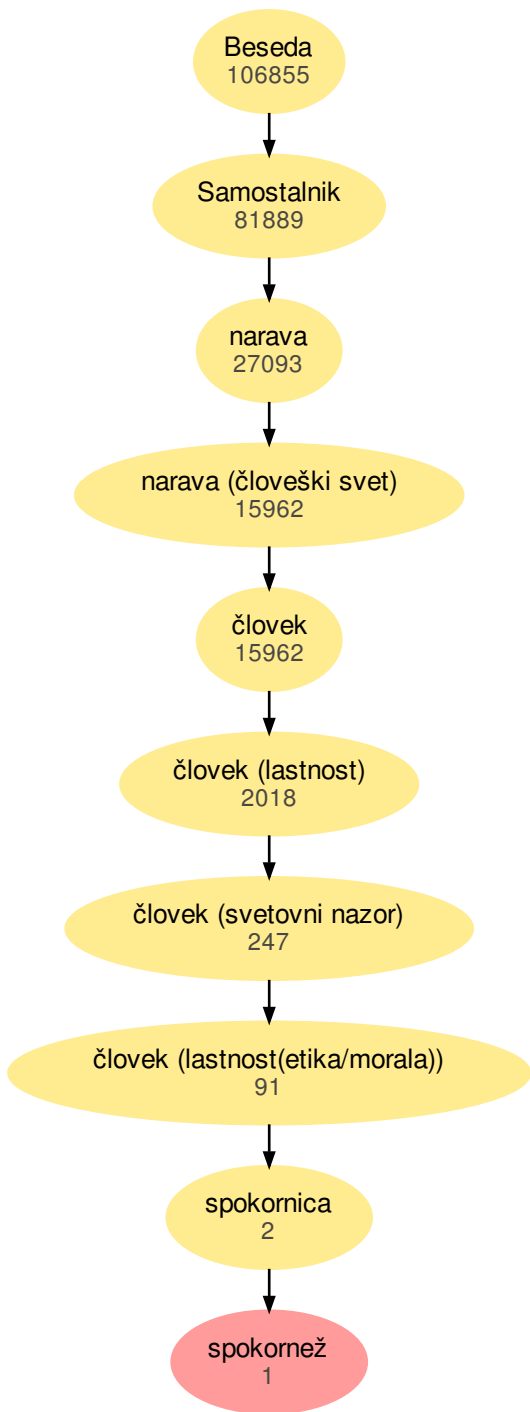 Beseda
106855
Samostalnik
81889
narava
27093
narava (človeški svet)
15962
človek
15962
človek (lastnost)
2018
človek (svetovni nazor)
247
človek (lastnost(etika/morala))
91
spokornica
2
spokornež
1